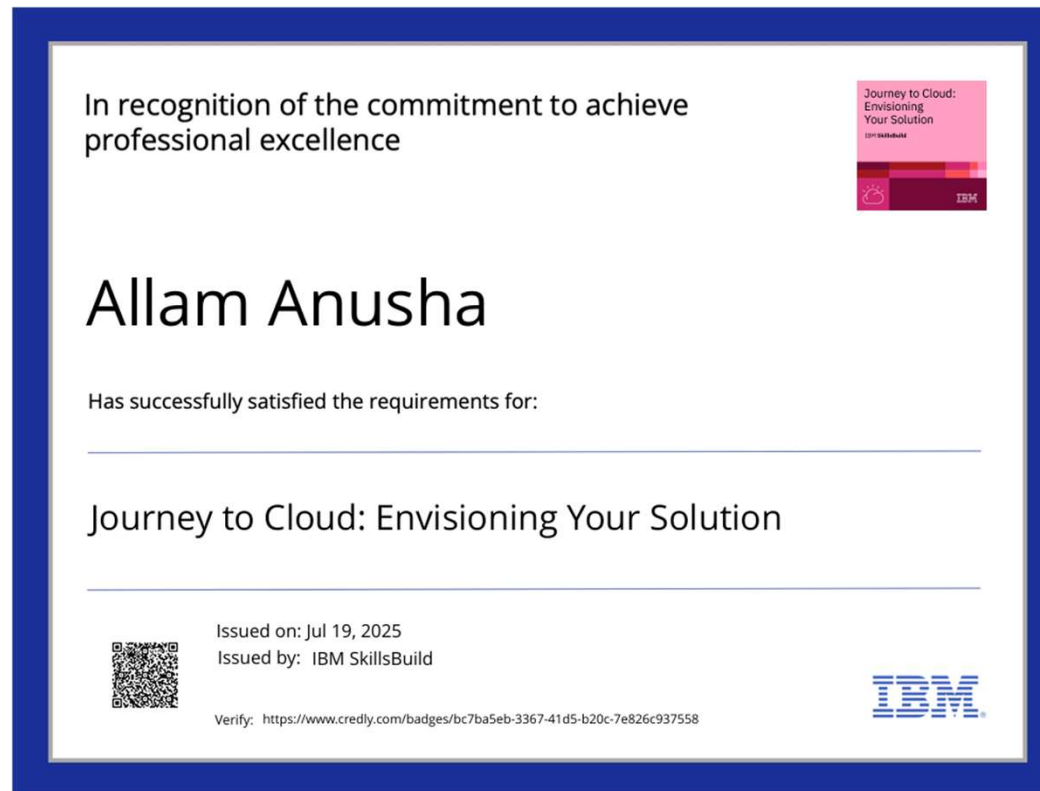 In recognition of the commitment to achieve
professional excellence
Journey to Cloud:
Envisioning
Your Solution
IBM SkillsBuild
IBM
Allam Anusha
Has successfully satisfied the requirements for:
Journey to Cloud: Envisioning Your Solution
Issued on: Jul 19, 2025
Issued by: IBM SkillsBuild
Verify: https://www.credly.com/badges/bc7ba5eb-3367-41d5-b20c-7e826c937558
IBM